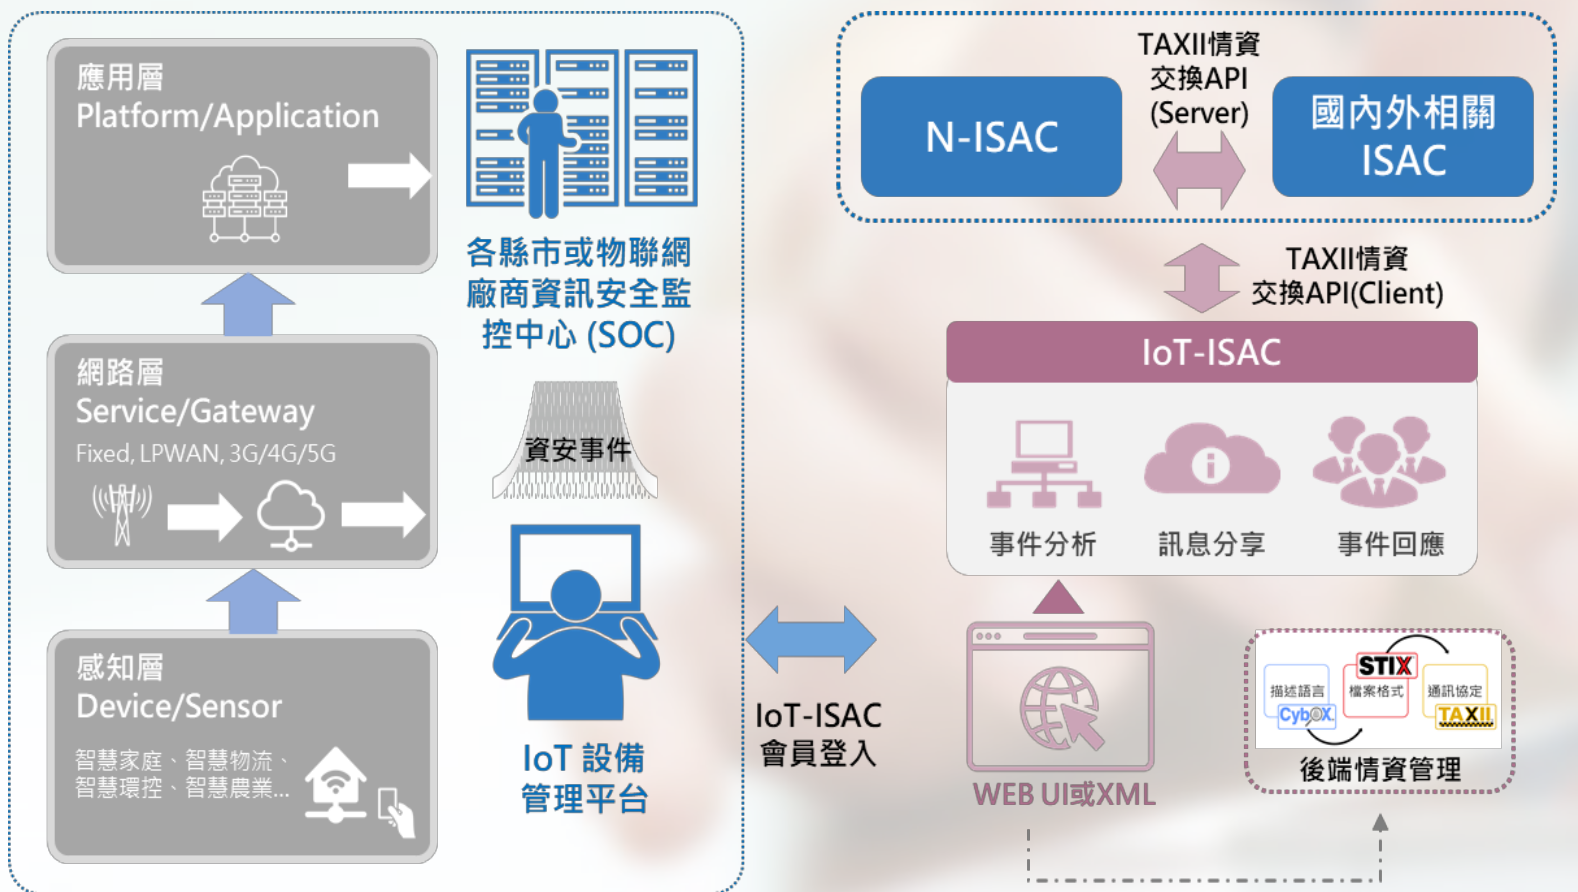 應用層
Platform/Application
網路層
Service/Gateway
Fixed, LPWAN, 3G/4G/5G
感知層
Device/Sensor
智慧家庭、智慧物流、
智慧環控、智慧農業...
各縣市或物聯網
廠商資訊安全監
控中心 (SOC)
資安事件
IoT 設備
管理平台
IoT-ISAC
會員登入
N-ISAC
TAXII情資
交換API
(Server)
國內外相關
ISAC
TAXII情資
交換API(Client)
IoT-ISAC
事件分析
訊息分享
事件回應
WEB UI或XML
描述語言
CybOX
STIX
檔案格式
通訊協定
TAXII
後端情資管理